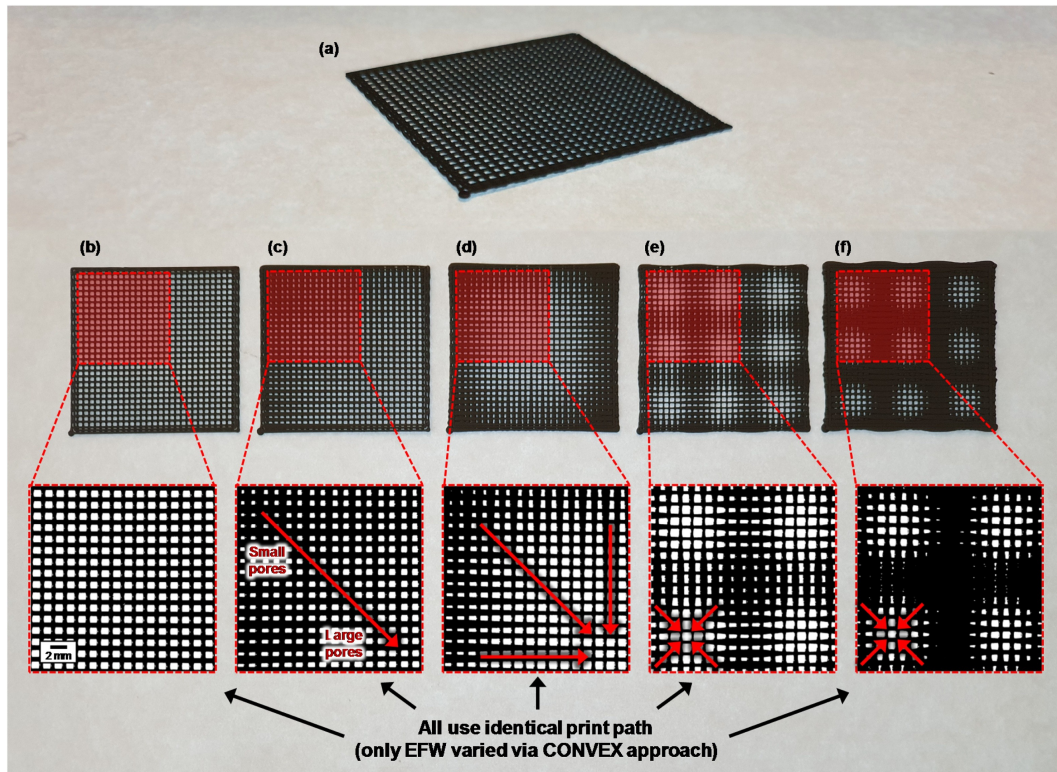 (a)
(b)
(c)
(d)
(e)
(f)
Small
pores
Large
pores
2 mm
All use identical print path
(only EFW varied via CONVEX approach)